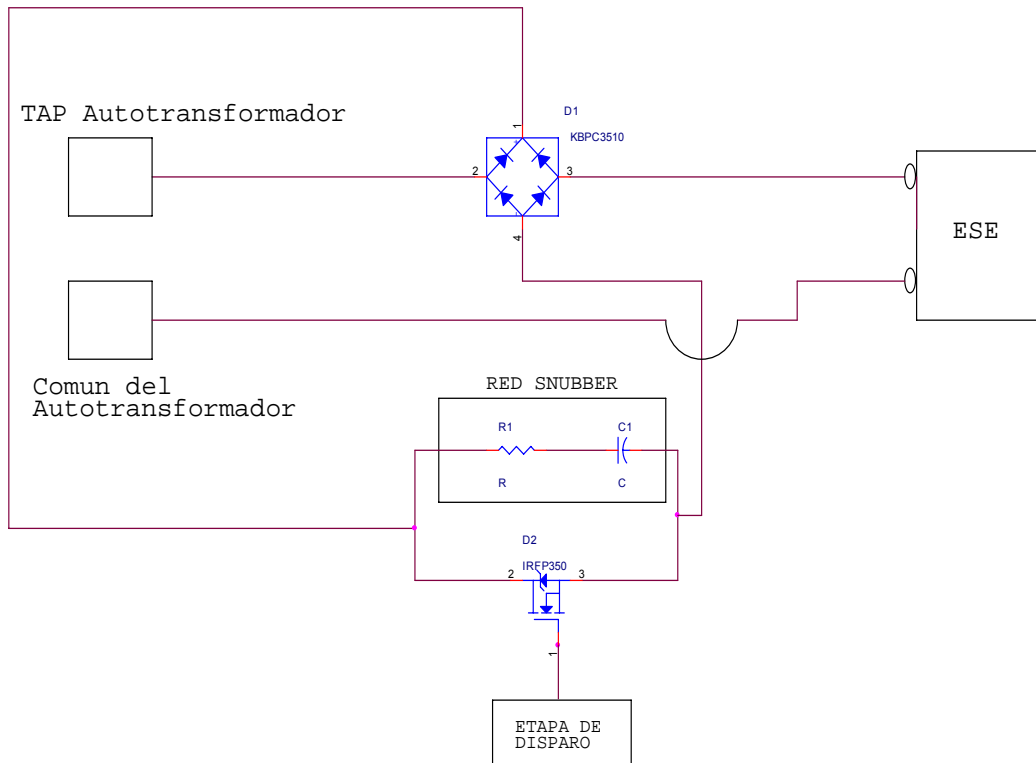 TAP Autotransformador
D1
KBPC3510
1
2
3
4
ESE
Comun del
Autotransformador
RED SNUBBER
R1
C1
R
C
D2
IRFP350
2
3
1
ETAPA DE
DISPARO